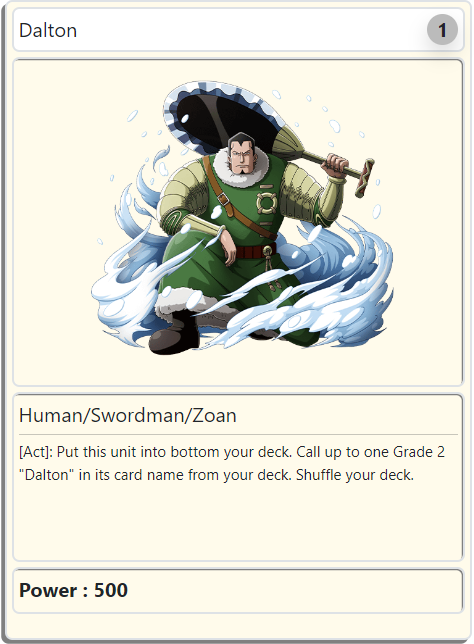 Dalton
1
Human/Swordman/Zoan
[Act]: Put this unit into bottom your deck. Call up to one Grade 2
"Dalton" in its card name from your deck. Shuffle your deck.
Power : 500